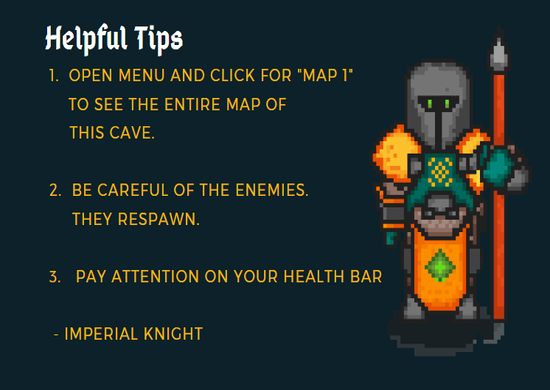 Helpful Tips
1. OPEN MENU AND CLICK FOR "MAP 1"
TO SEE THE ENTIRE MAP OF
THIS CAVE.
2. BE CAREFUL OF THE ENEMIES.
THEY RESPAWN.
3. PAY ATTENTION ON YOUR HEALTH BAR
- IMPERIAL KNIGHT